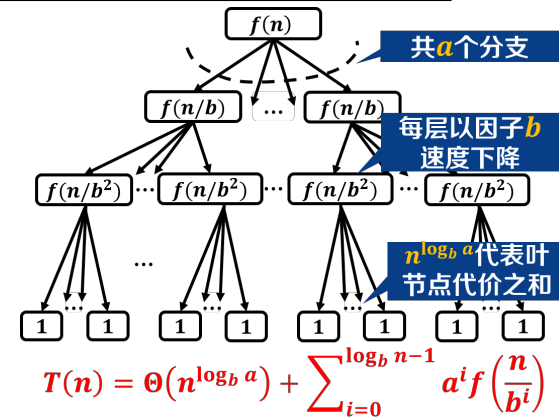 f(n)
共a个分支
f(n/b) ... f(n/b)
每层以因子b
速度下降
f(n/b²) ... f(n/b²) ... f(n/b²) ... f(n/b²)
n^{log_b a}代表叶
节点代价之和
...
... ... ... ...
1 1 1 1 1 1 1 1
T(n) = Θ(n^{log_b a}) + ∑_{i=0}^{log_b n−1} a^i f(n/b^i)